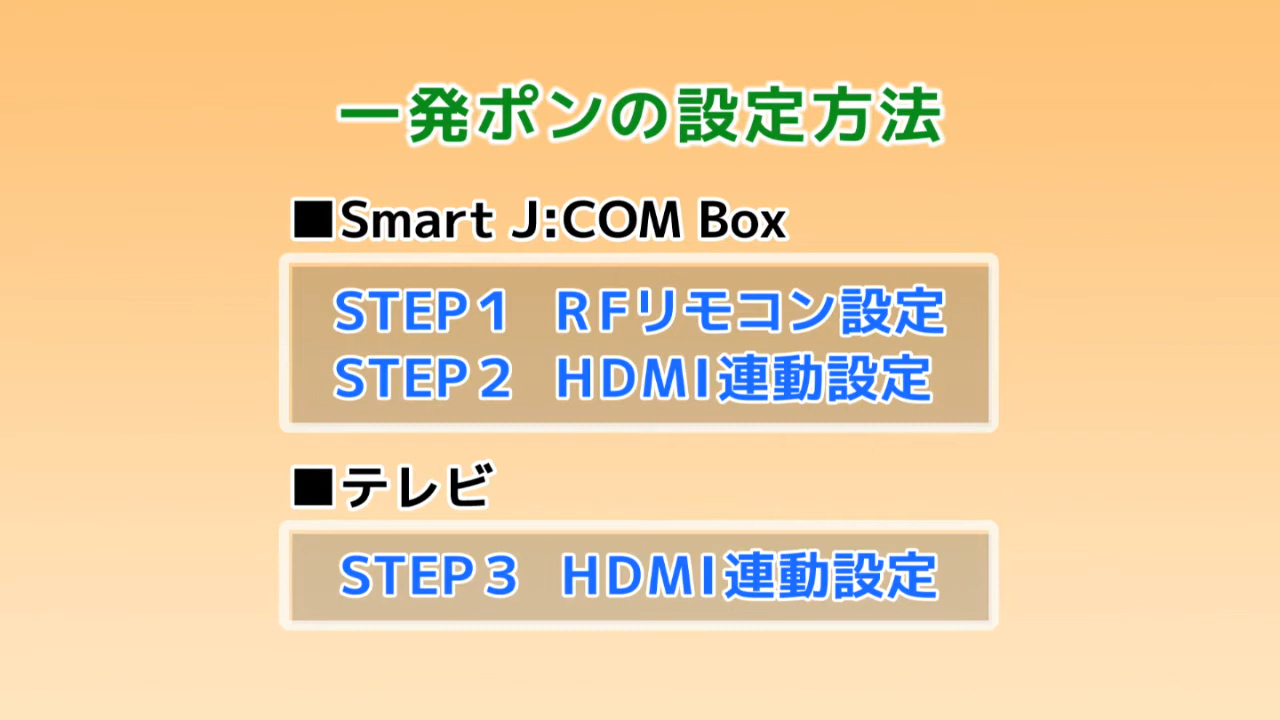 一発ポンの設定方法
■Smart J:COM Box
STEP１　ＲＦリモコン設定
STEP２　ＨＤＭＩ連動設定
■テレビ
STEP３　ＨＤＭＩ連動設定